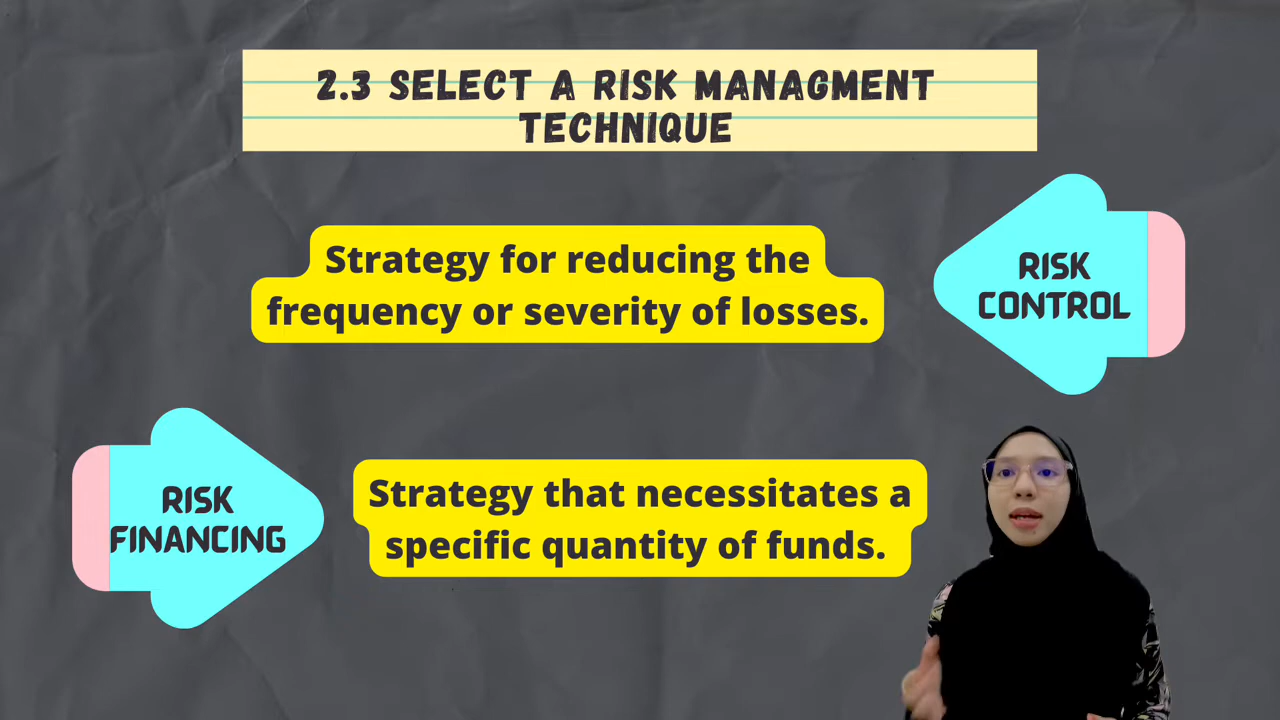 2.3 SELECT A RISK MANAGMENT
TECHNIQUE
Strategy for reducing the
frequency or severity of losses.
RISK
CONTROL
RISK
FINANCING
Strategy that necessitates a
specific quantity of funds.